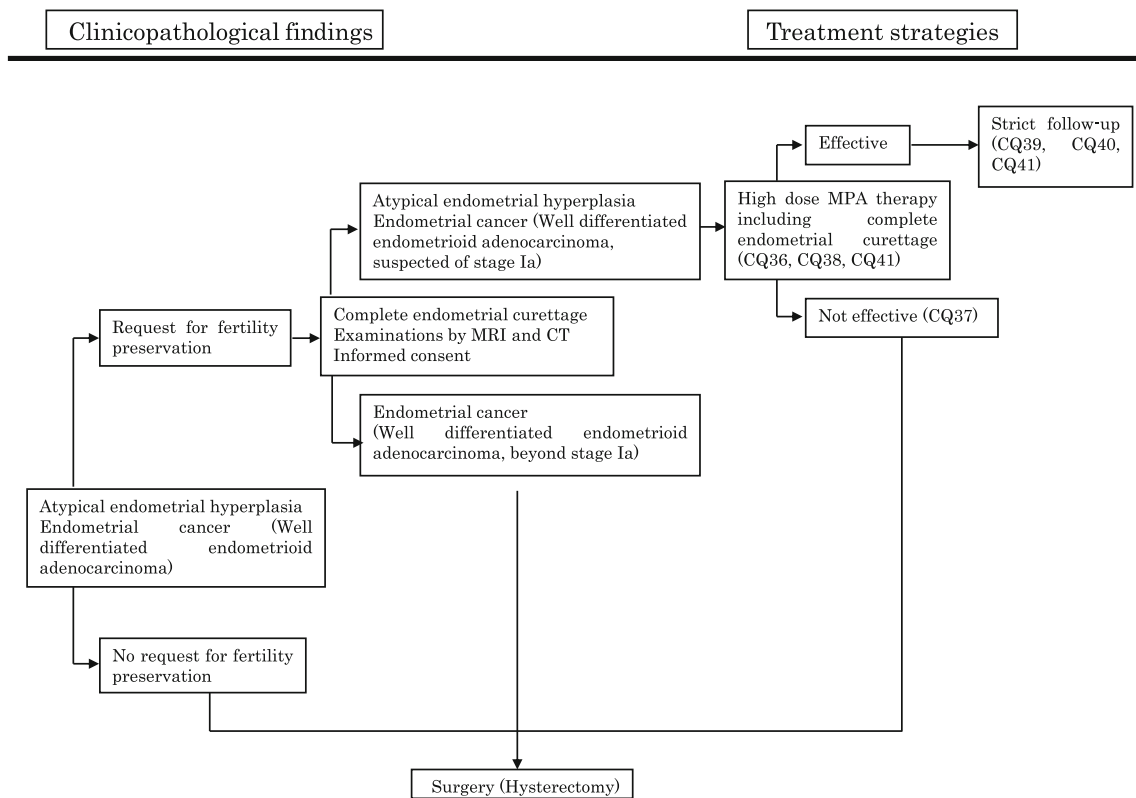 Clinicopathological findings
Treatment strategies
Effective
Strict follow-up
(CQ39, CQ40,
CQ41)
Atypical endometrial hyperplasia
Endometrial cancer (Well differentiated
endometrioid adenocarcinoma,
suspected of stage Ia)
High dose MPA therapy
including complete
endometrial curettage
(CQ36, CQ38, CQ41)
Request for fertility
preservation
Complete endometrial curettage
Examinations by MRI and CT
Informed consent
Not effective (CQ37)
Endometrial cancer
(Well differentiated endometrioid
adenocarcinoma, beyond stage Ia)
Atypical endometrial hyperplasia
Endometrial cancer (Well
differentiated endometrioid
adenocarcinoma)
No request for fertility
preservation
Surgery (Hysterectomy)